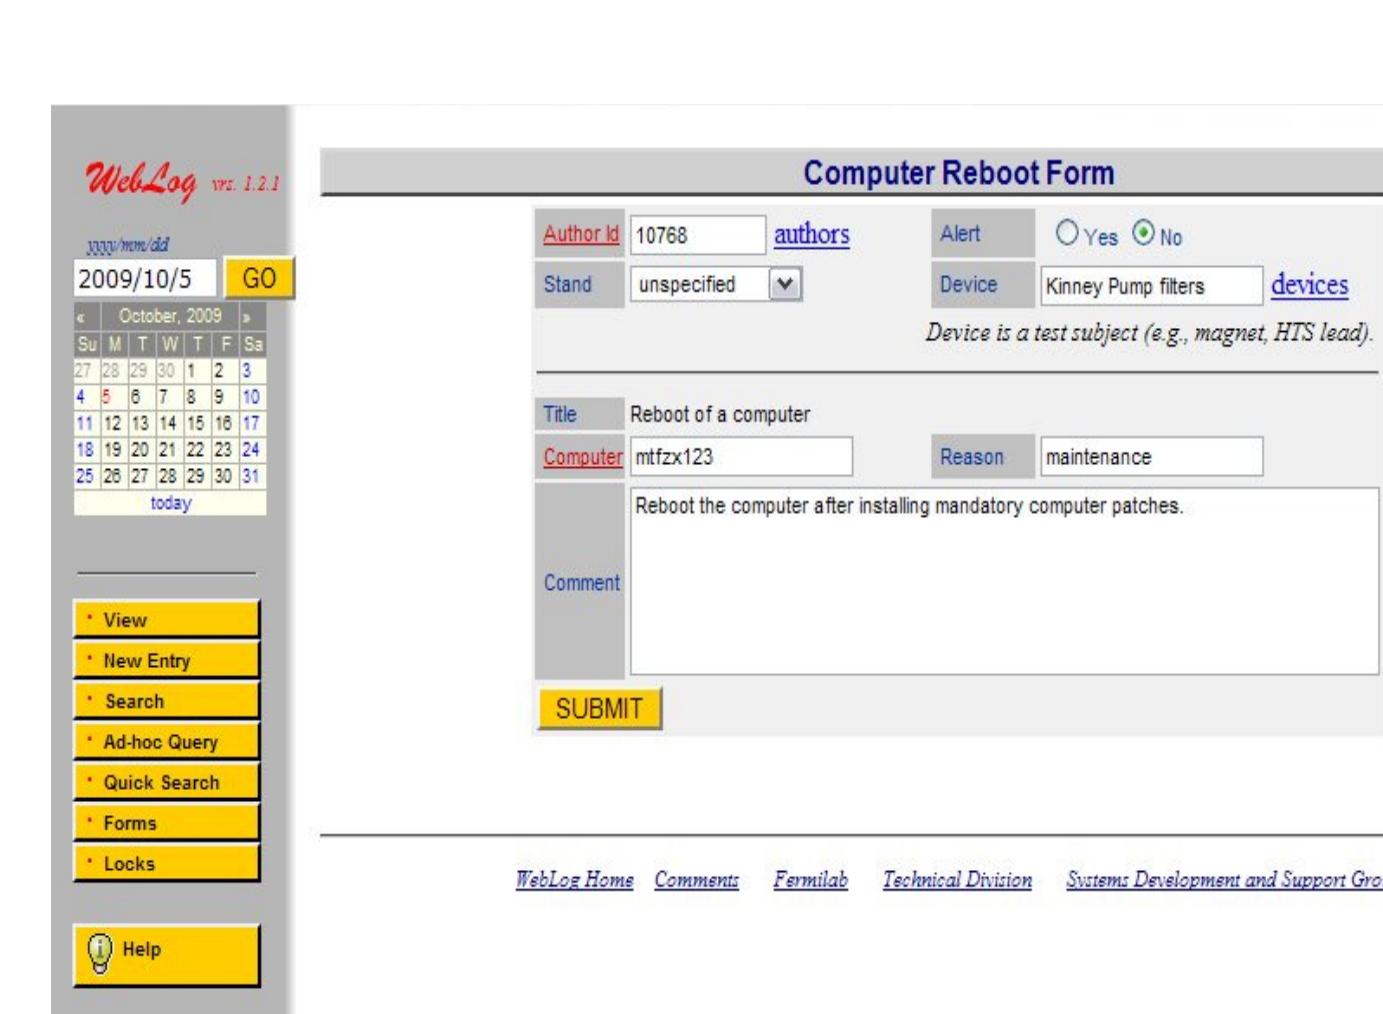 WebLog vrs. 1.2.1
yyyy/mm/dd
2009/10/5 GO
« October, 2009 »
Su M T W T F Sa
27 28 29 30 1 2 3
4 5 6 7 8 9 10
11 12 13 14 15 16 17
18 19 20 21 22 23 24
25 26 27 28 29 30 31
today
View
New Entry
Search
Ad-hoc Query
Quick Search
Forms
Locks
Help
Computer Reboot Form
Author Id 10768 authors Alert Yes No
Stand unspecified Device Kinney Pump filters devices
Device is a test subject (e.g., magnet, HTS lead).
Title Reboot of a computer
Computer mtfzx123 Reason maintenance
Comment Reboot the computer after installing mandatory computer patches.
SUBMIT
WebLog Home Comments Fermilab Technical Division Systems Development and Support Gro